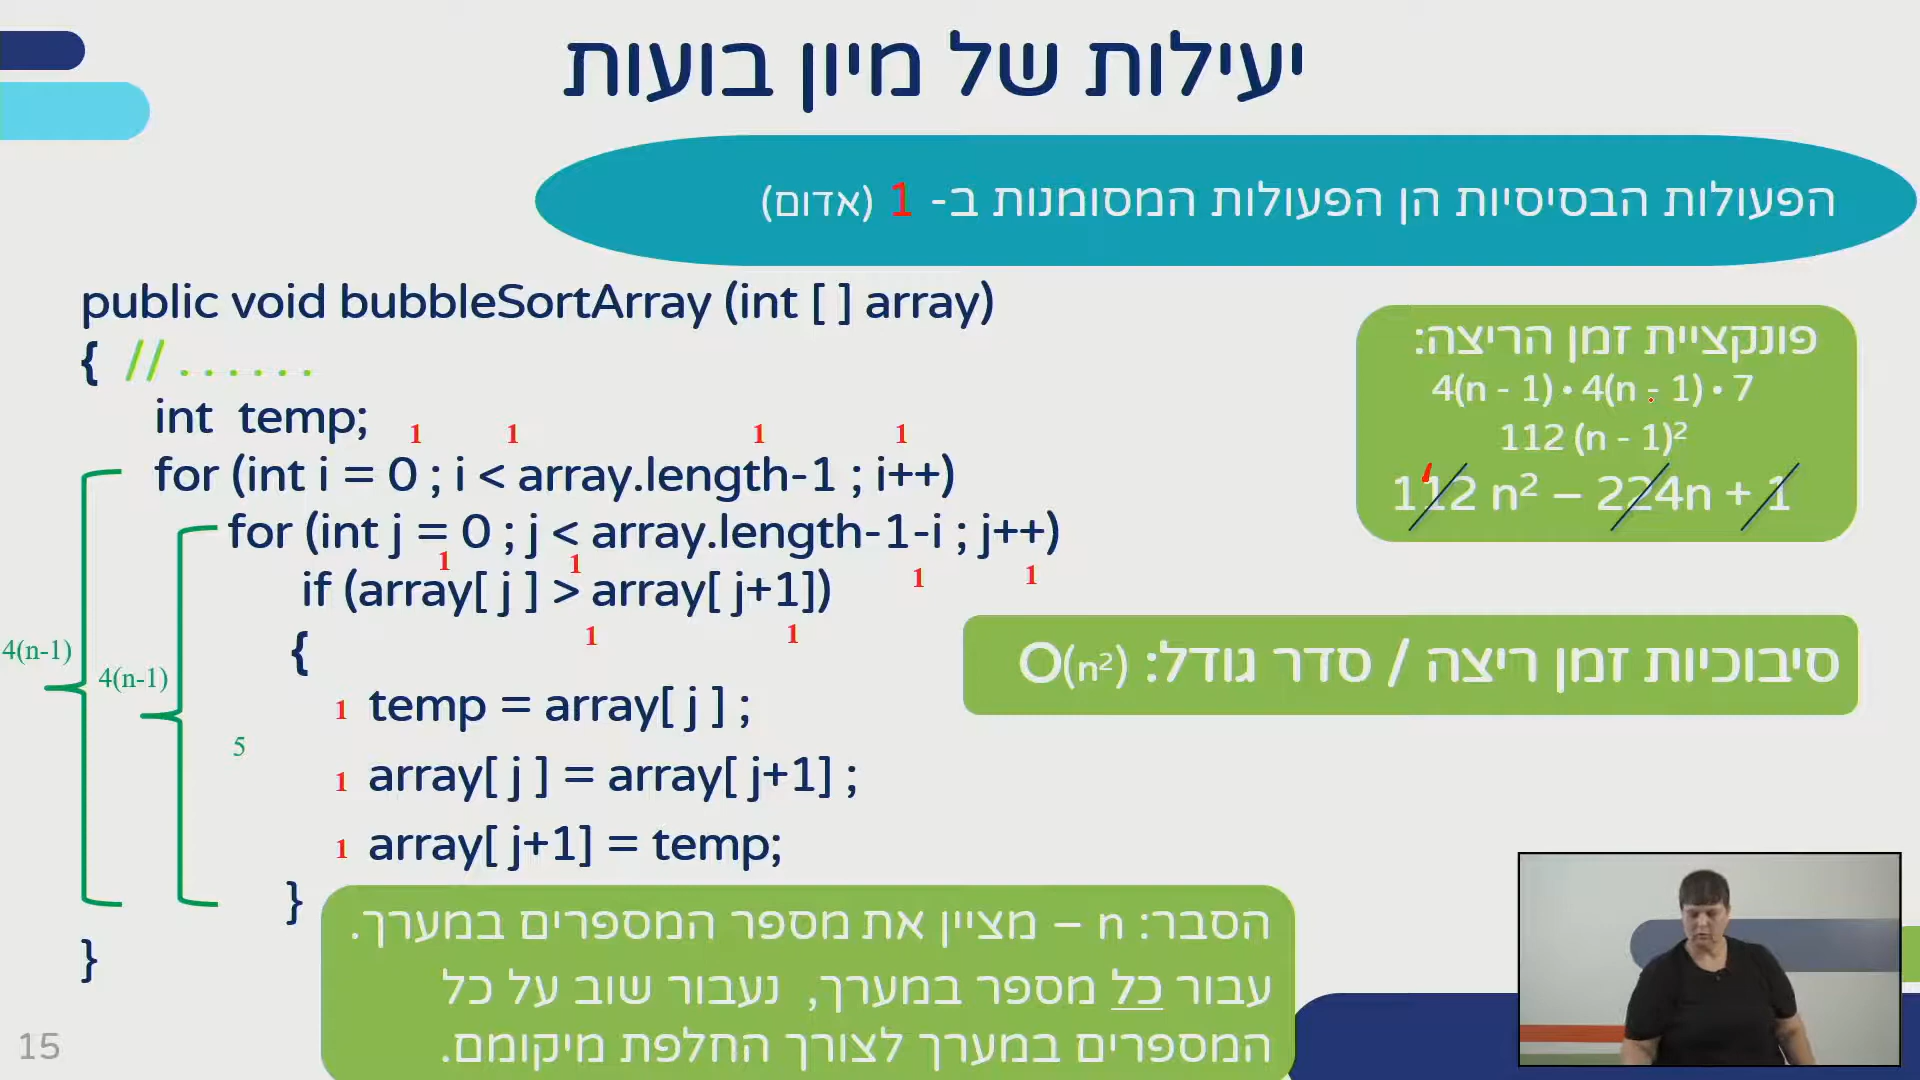 יעילות של מיון בועות
הפעולות הבסיסיות הן הפעולות המסומנות ב- 1 (אדום)
public void bubbleSortArray (int [ ] array)
{ // . . . . . .
int temp;
1 1 1 1
for (int i = 0 ; i < array.length-1 ; i++)
for (int j = 0 ; j < array.length-1-i ; j++)
1 1 1 1
if (array[ j ] > array[ j+1])
1 1
{
1 temp = array[ j ] ;
1 array[ j ] = array[ j+1] ;
1 array[ j+1] = temp;
}
}
4(n-1)
4(n-1)
5
פונקציית זמן הריצה:
4(n - 1) • 4(n - 1) • 7
112 (n - 1)²
112 n² – 224n + 1
סיבוכיות זמן ריצה / סדר גודל: O(n²)
הסבר: n – מציין את מספר המספרים במערך.
עבור כל מספר במערך, נעבור שוב על כל
המספרים במערך לצורך החלפת מיקומם.
15